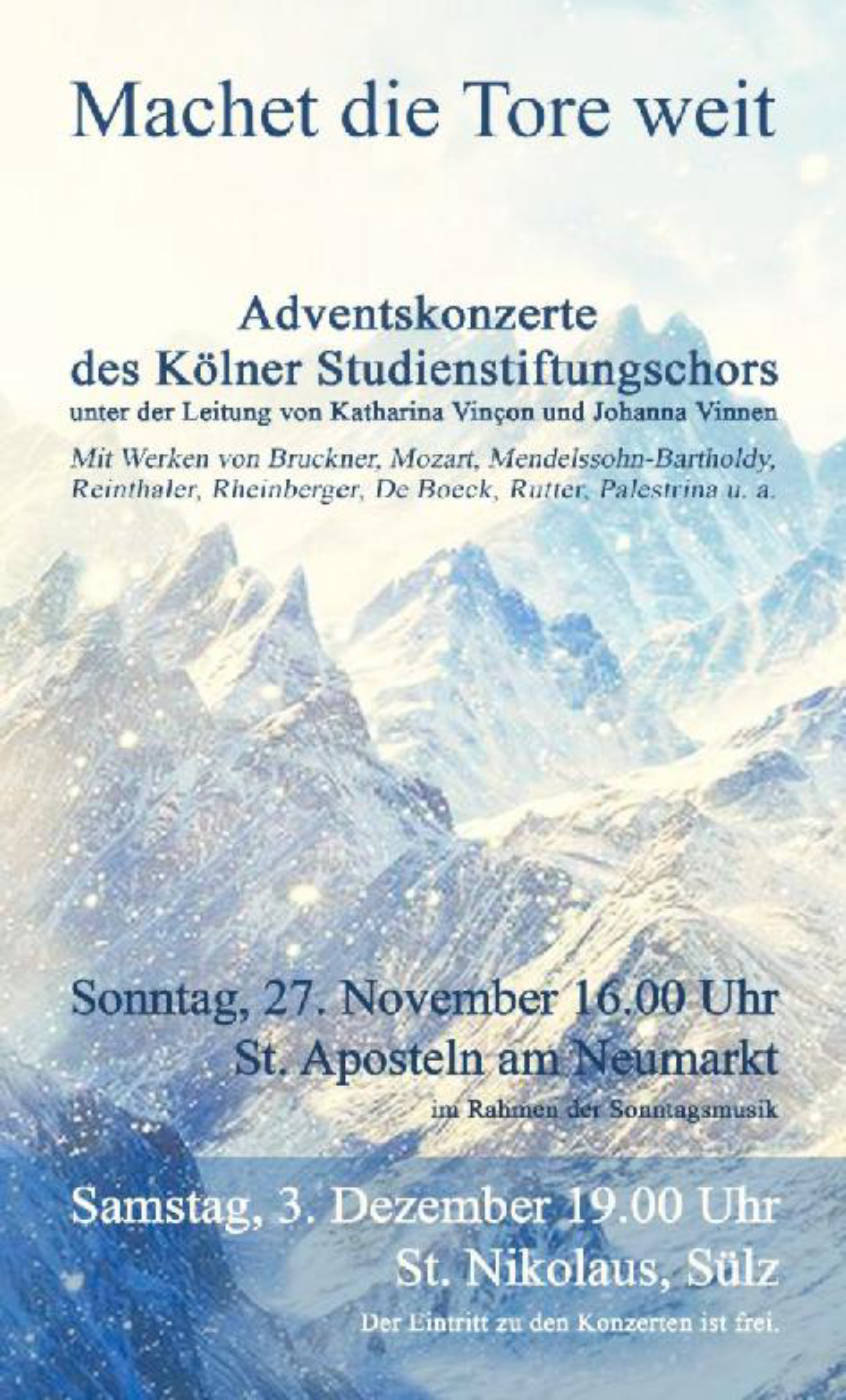 Machet die Tore weit
Adventskonzerte
des Kölner Studienstiftungschors
unter der Leitung von Katharina Vinçon und Johanna Vinnen
Mit Werken von Bruckner, Mozart, Mendelssohn-Bartholdy,
Reinthaler, Rheinberger, De Boeck, Rutter, Palestrina u. a.
Sonntag, 27. November 16.00 Uhr
St. Aposteln am Neumarkt
im Rahmen der Sonntagsmusik
Samstag, 3. Dezember 19.00 Uhr
St. Nikolaus, Sülz
Der Eintritt zu den Konzerten ist frei.